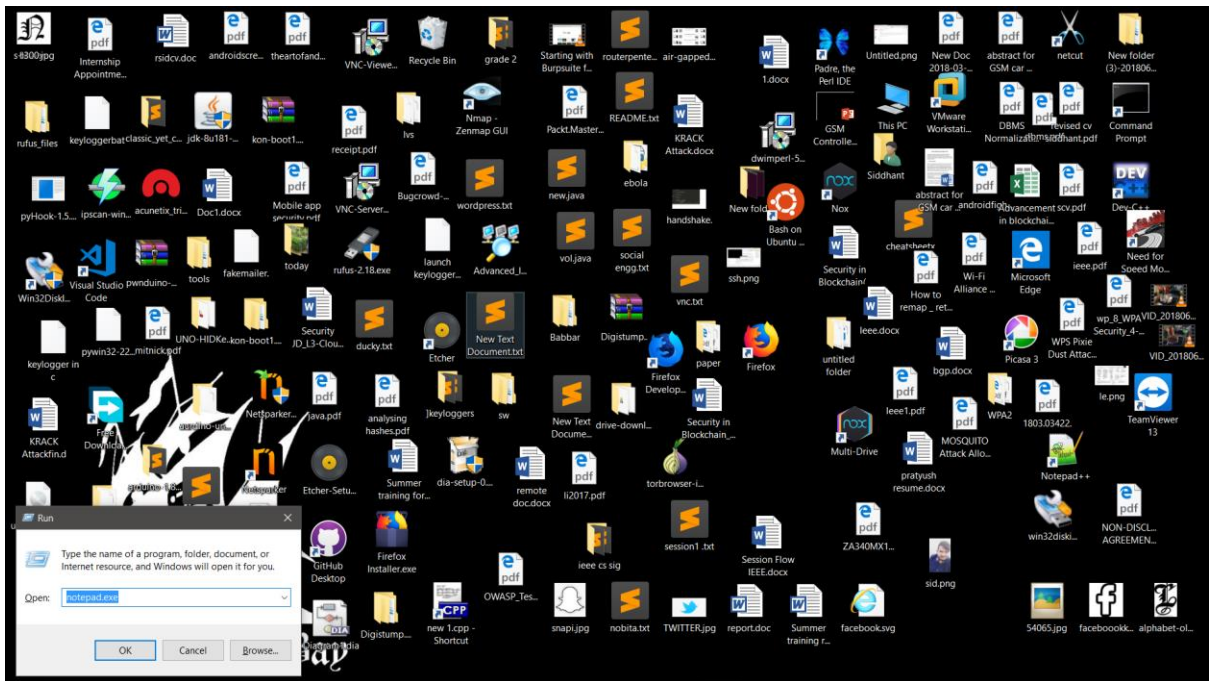 s-l300jpg
Internship
Appointme...
rsidcv.doc
androidscre...
theartofand...
VNC-Viewe...
Recycle Bin
grade 2
Starting with
Burpsuite f...
routerpente...
air-gapped...
1.docx
Padre, the
Perl IDE
Untitled.png
New Doc
2018-03-...
abstract for
GSM car ...
netcut
New folder
(3)-201806...
rufus_files
keyloggerbat
classic_yet_c...
jdk-8u181-...
kon-boot1....
receipt.pdf
lvs
Nmap -
Zenmap GUI
Packt.Master...
README.txt
KRACK
Attack.docx
dwimperl-5...
GSM
Controlle...
This PC
VMware
Workstati...
DBMS
Normalizati...
revised cv
siddhant.pdf
Command
Prompt
pyHook-1.5....
ipscan-win...
acunetix_tri...
Doc1.docx
Mobile app
security.pdf
VNC-Server...
Bugcrowd-...
wordpress.txt
new.java
ebola
handshake.
New fold
Bash on
Ubuntu ...
Nox
Siddhant
abstract for
GSM car ...
Advancement
in blockchai...
scv.pdf
Dev-C++
Win32Diskl...
Visual Studio
Code
pwnduino-...
tools
fakemailer.
today
rufus-2.18.exe
launch
keylogger...
Advanced_I...
vol.java
social
engg.txt
vnc.txt
ssh.png
Security in
Blockchain/
cheatsheetx
How to
remap _ ret...
Wi-Fi
Alliance ...
Microsoft
Edge
ieee.pdf
Need for
Speed Mo...
keylogger in
c
pywin32-22...
mitnick.pdf
UNO-HIDKe...
kon-boot1...
Security
JD_L3-Clou...
ducky.txt
Etcher
New Text
Document.txt
Babbar
Digistump...
Firefox
Develop...
paper
Firefox
untitled
folder
Ieee.docx
bgp.docx
Picasa 3
WPS Pixie
Dust Attac...
wp_8_WPA
Security_4-...
VID_201806...
VID_201806...
KRACK
Attackfin.d
Free
Downloa
arduino-un...
Netsparker...
java.pdf
analysing
hashes.pdf
]keyloggers
sw
New Text
Docume...
drive-downl...
Security in
Blockchain_...
Multi-Drive
Ieee1.pdf
WPA2
1803.03422.
le.png
TeamViewer
13
arduino-1.8...
Netsparker
Etcher-Setu...
Summer
training for...
dia-setup-0...
remote
doc.docx
li2017.pdf
torbrowser-i...
pratyush
resume.docx
MOSQUITO
Attack Allo...
Notepad++
GitHub
Desktop
Firefox
Installer.exe
ieee cs sig
session1 .txt
Session Flow
IEEE.docx
ZA340MX1...
sid.png
win32diski...
NON-DISCL...
AGREEMEN...
Digistump....
new 1.cpp -
Shortcut
OWASP_Tes...
snapi.jpg
nobita.txt
TWITTER.jpg
report.doc
Summer
training r...
facebook.svg
54065.jpg
faceboookk...
alphabet-ol...
Run
Type the name of a program, folder, document, or
Internet resource, and Windows will open it for you.
Open:
notepad.exe
OK
Cancel
Browse...
Bay